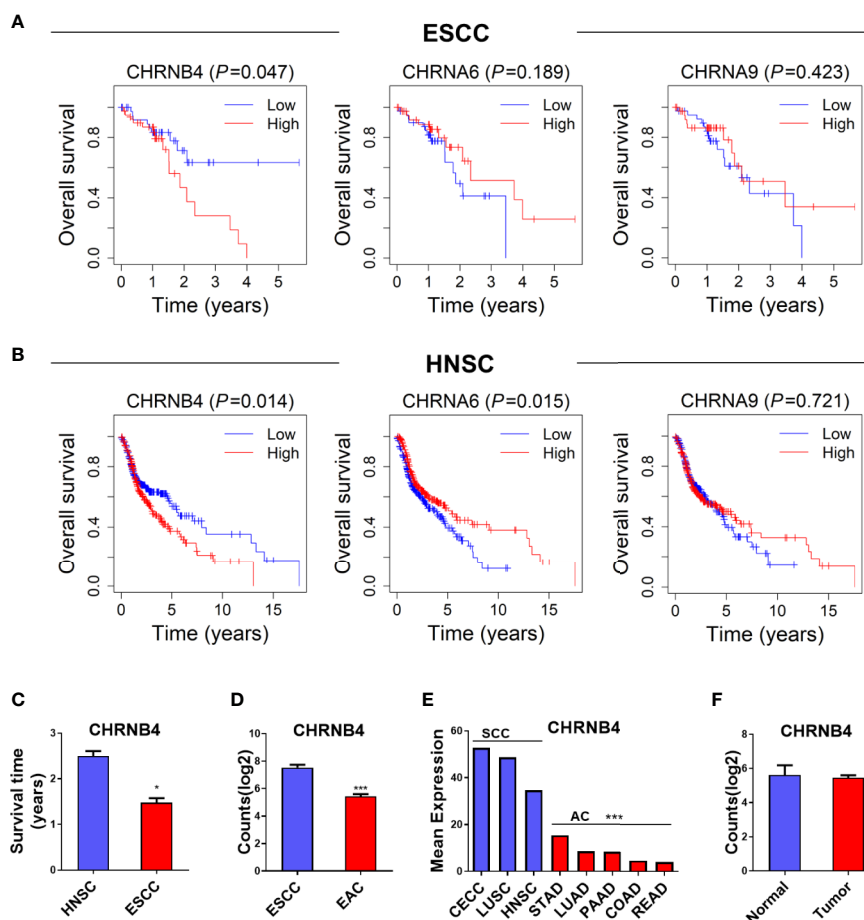 A
ESCC
CHRNB4 (P=0.047)
Overall survival
0.0 0.4 0.8
Low
High
0 1 2 3 4 5
Time (years)
CHRNA6 (P=0.189)
Overall survival
0.0 0.4 0.8
Low
High
0 1 2 3 4 5
Time (years)
CHRNA9 (P=0.423)
Overall survival
0.0 0.4 0.8
Low
High
0 1 2 3 4 5
Time (years)
B
HNSC
CHRNB4 (P=0.014)
Overall survival
0.0 0.4 0.8
Low
High
0 5 10 15
Time (years)
CHRNA6 (P=0.015)
Overall survival
0.0 0.4 0.8
Low
High
0 5 10 15
Time (years)
CHRNA9 (P=0.721)
Overall survival
0.0 0.4 0.8
Low
High
0 5 10 15
Time (years)
C
CHRNB4
Survival time
(years)
3
2
1
0
*
HNSC ESCC
D
CHRNB4
Counts(log2)
10
8
6
4
2
0
***
ESCC EAC
E
CHRNB4
Mean Expression
60
40
20
0
SCC
AC ***
CECC LUSC HNSC STAD LUAD PAAD COAD READ
F
CHRNB4
Counts(log2)
8
6
4
2
0
Normal Tumor